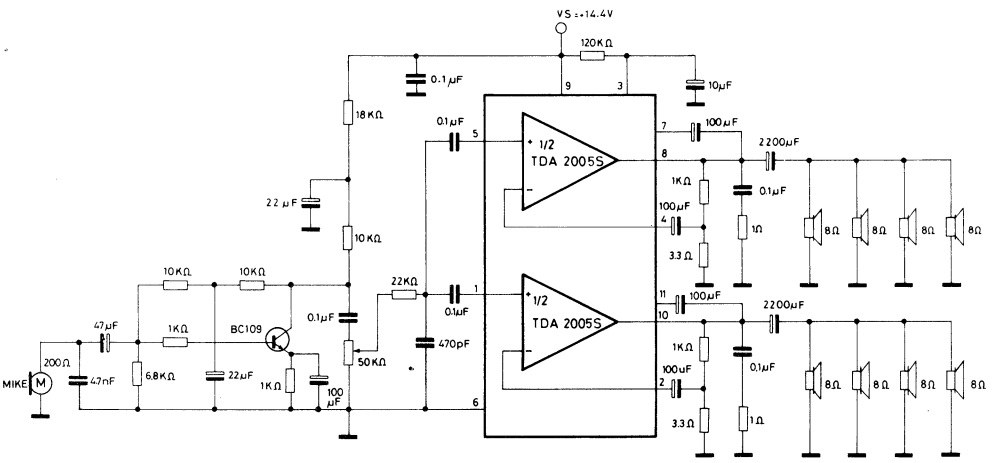 VS=+14.4V
120KΩ
0.1µF
9
3
10µF
18KΩ
0.1µF
5
7
100µF
+
1/2
TDA 2005S
8
2200µF
−
1KΩ
0.1µF
22µF
100µF
4
1Ω
10KΩ
3.3Ω
8Ω
8Ω
8Ω
8Ω
10KΩ
10KΩ
22KΩ
1
0.1µF
+
1/2
TDA 2005S
11
100µF
10
2200µF
−
0.1µF
47µF
1KΩ
BC109
50KΩ
470pF
1KΩ
0.1µF
200Ω
MIKE
M
4.7nF
6.8KΩ
22µF
1KΩ
100
µF
100uF
2
6
3.3Ω
1Ω
8Ω
8Ω
8Ω
8Ω